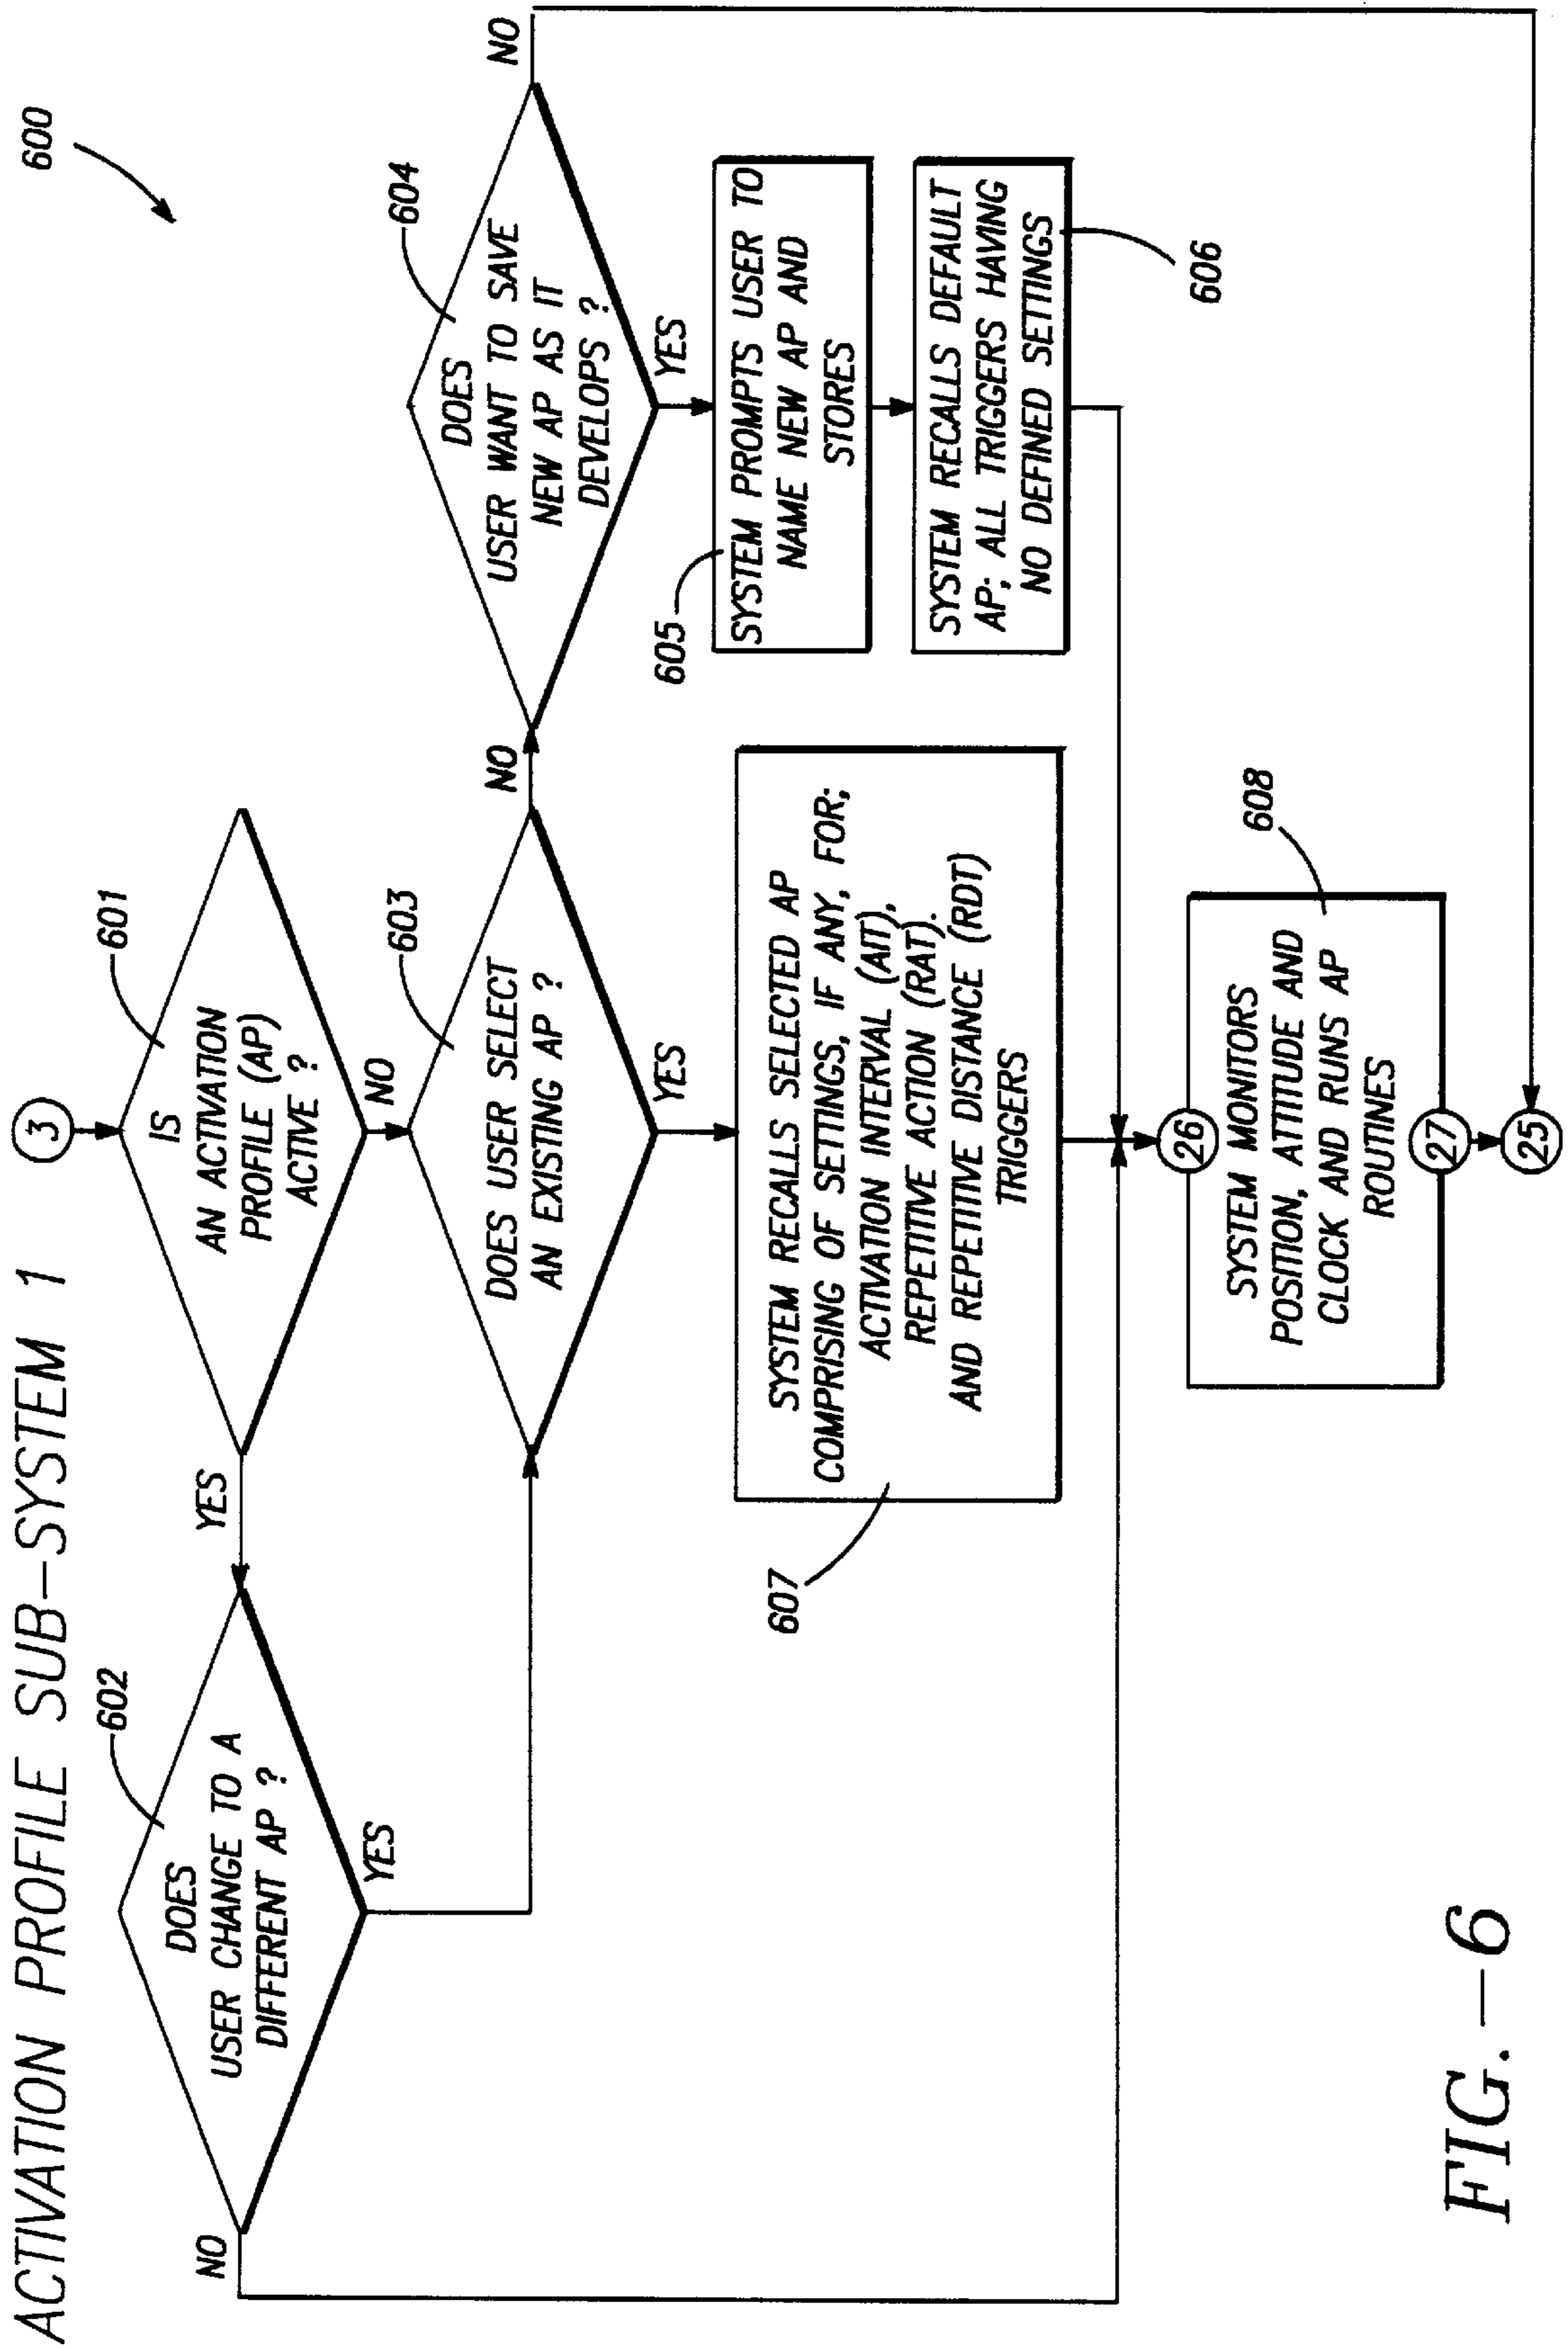 ACTIVATION PROFILE SUB-SYSTEM 1
600
3
601
IS
AN ACTIVATION
PROFILE (AP)
ACTIVE ?
YES
NO
602
DOES
USER CHANGE TO A
DIFFERENT AP ?
NO
YES
603
DOES USER SELECT
AN EXISTING AP ?
NO
YES
604
DOES
USER WANT TO SAVE
NEW AP AS IT
DEVELOPS ?
NO
YES
605
SYSTEM PROMPTS USER TO
NAME NEW AP AND
STORES
SYSTEM RECALLS DEFAULT
AP; ALL TRIGGERS HAVING
NO DEFINED SETTINGS
606
607
SYSTEM RECALLS SELECTED AP
COMPRISING OF SETTINGS, IF ANY, FOR;
ACTIVATION INTERVAL (AIT),
REPETITIVE ACTION (RAT).
AND REPETITIVE DISTANCE (RDT)
TRIGGERS
26
608
SYSTEM MONITORS
POSITION, ATTITUDE AND
CLOCK AND RUNS AP
ROUTINES
27
25
FIG.-6